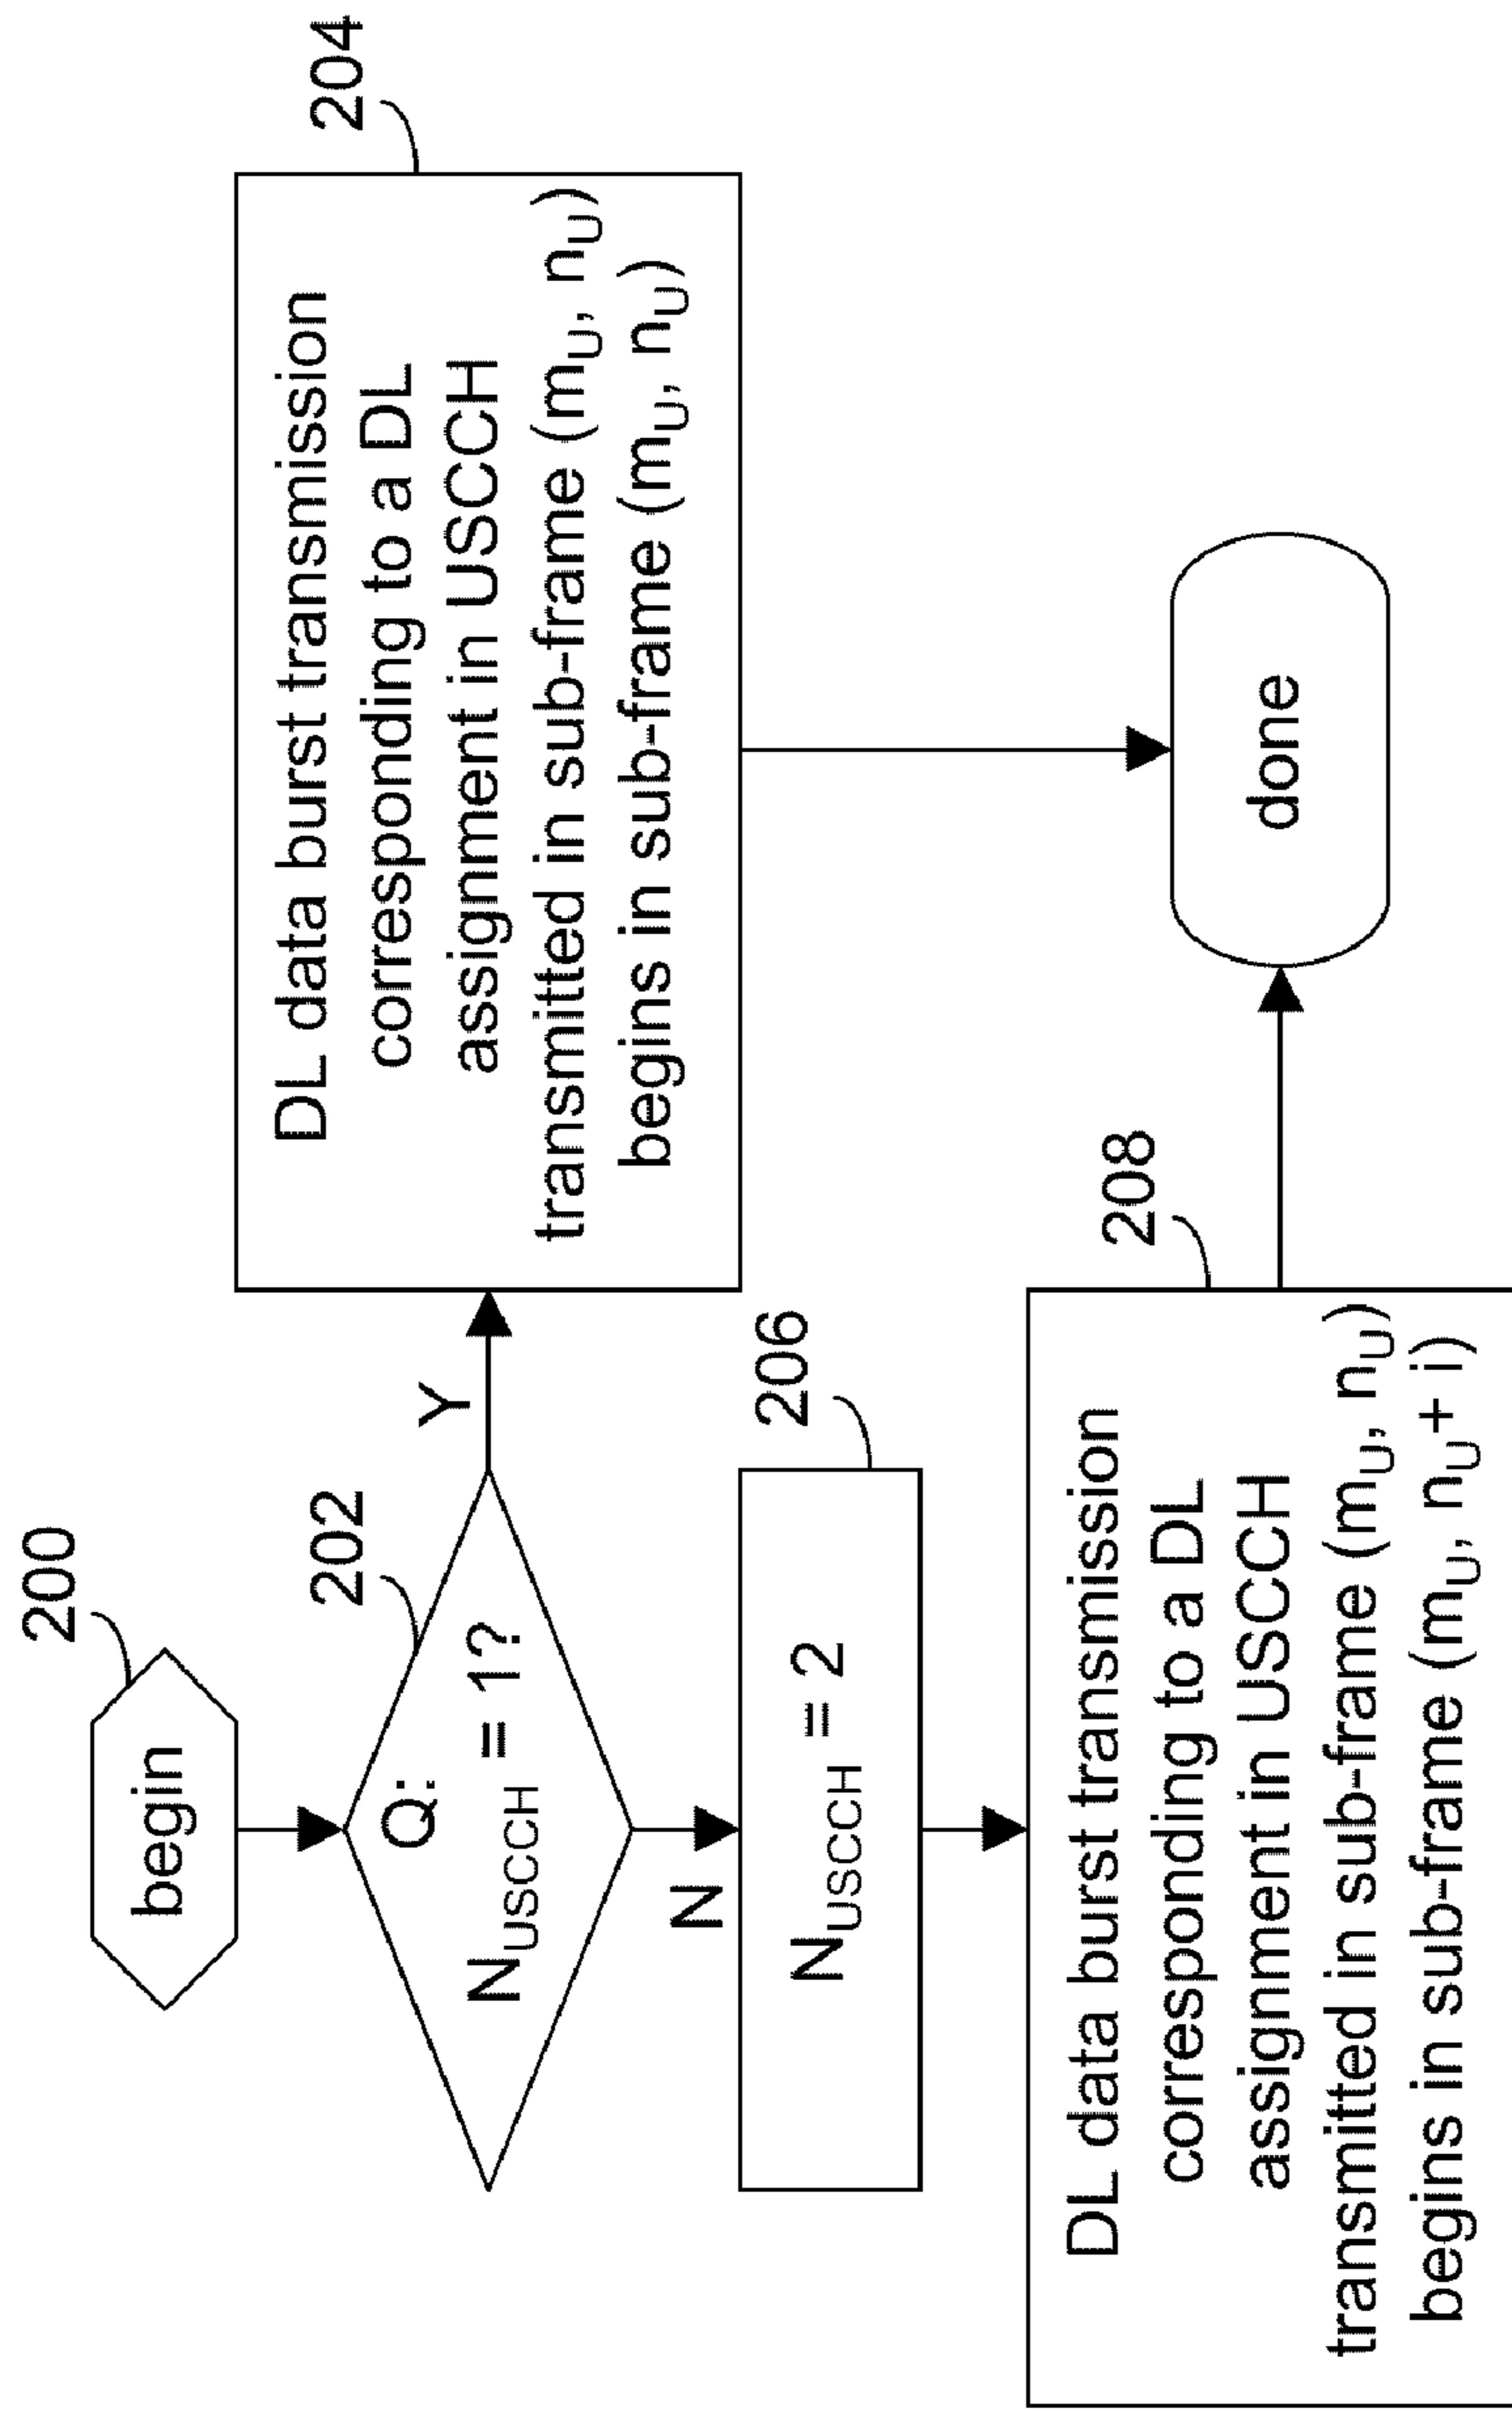 200
begin
202
Q:
N_USCCH = 1?
Y
204
DL data burst transmission
corresponding to a DL
assignment in USCCH
transmitted in sub-frame (m_U, n_U)
begins in sub-frame (m_U, n_U)
N
206
N_USCCH = 2
208
DL data burst transmission
corresponding to a DL
assignment in USCCH
transmitted in sub-frame (m_U, n_U)
begins in sub-frame (m_U, n_U + i)
done